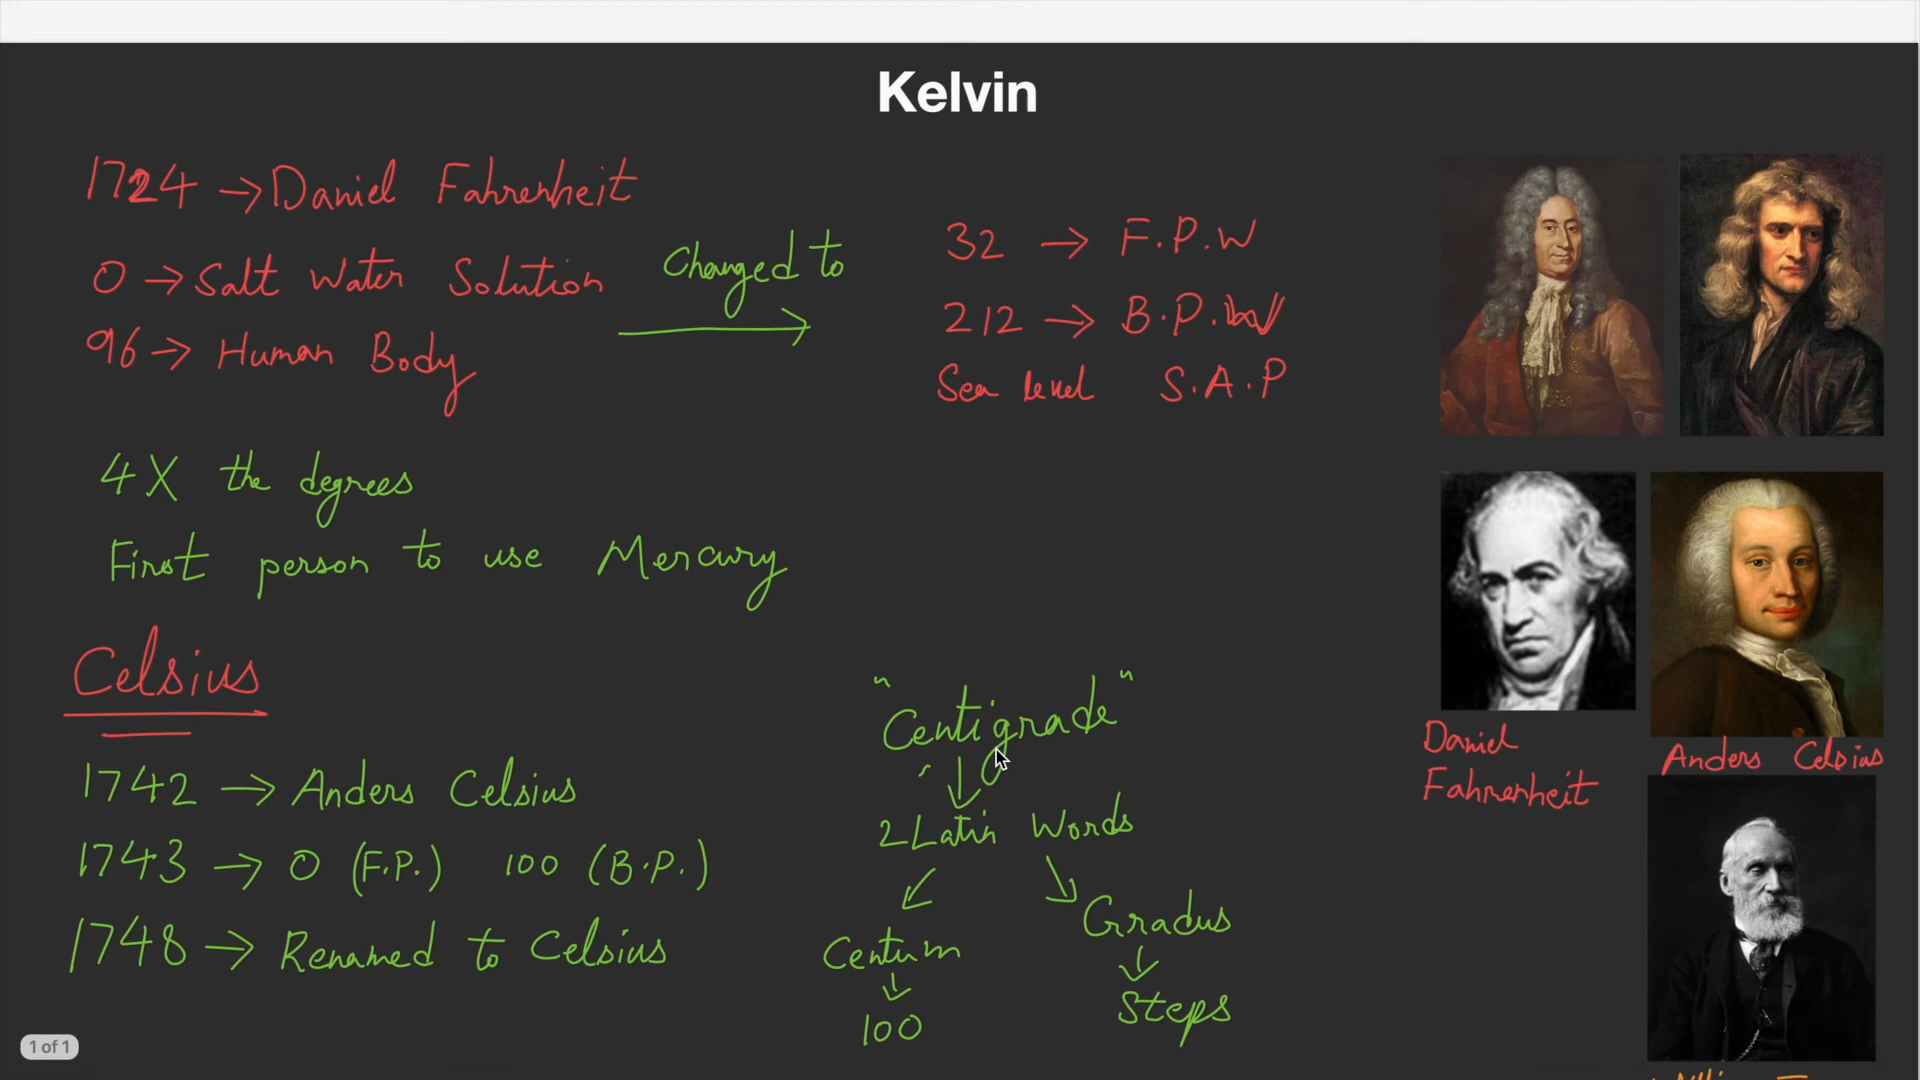 Kelvin
1724 → Daniel Fahrenheit
0 → Salt Water Solution
96 → Human Body
Changed to
32 → F.P.W
212 → B.P.W
Sea level S.A.P
4X the degrees
First person to use Mercury
Celsius
1742 → Anders Celsius
1743 → 0 (F.P.) 100 (B.P.)
1748 → Renamed to Celsius
"Centigrade"
2 Latin Words
Centum
100
Gradus
Steps
Daniel
Fahrenheit
Anders Celsius
1 of 1